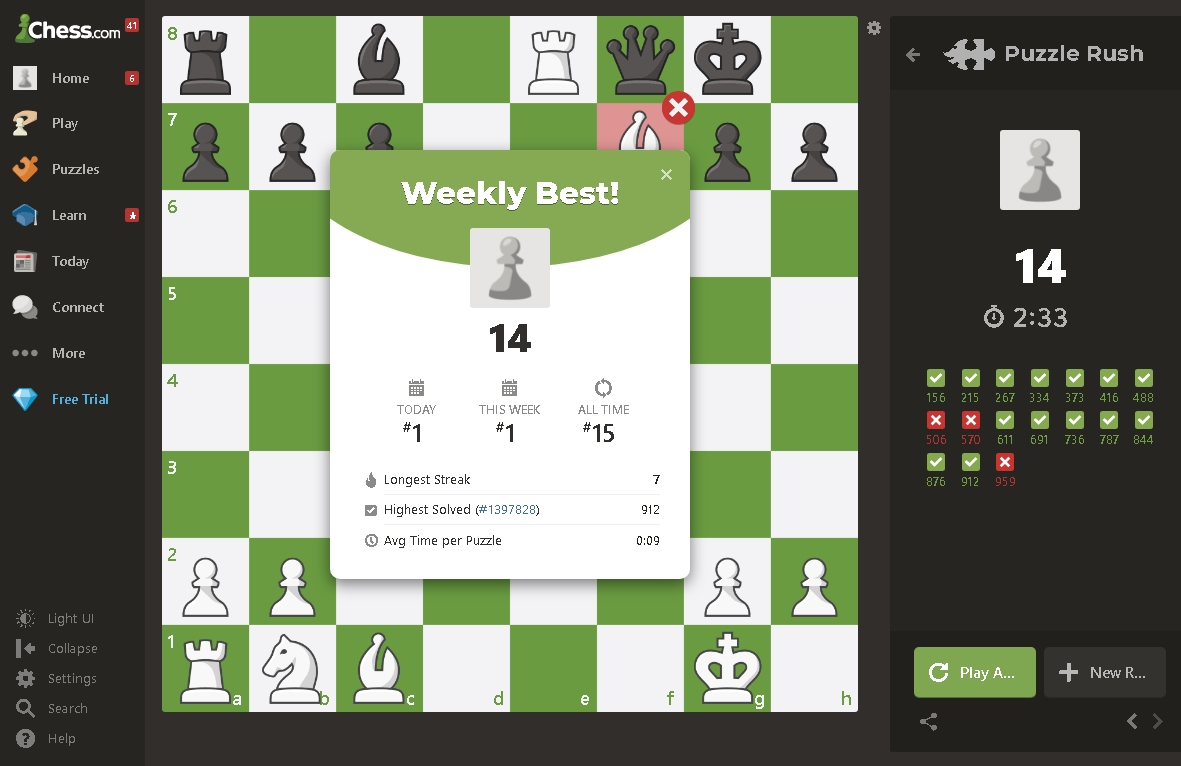 Chess.com 41
Home 6
Play
Puzzles
Learn
Today
Connect
More
Free Trial
Light UI
Collapse
Settings
Search
Help
8
7
6
5
4
3
2
1
a b c d e f g h
Weekly Best!
14
TODAY THIS WEEK ALL TIME
#1 #1 #15
Longest Streak 7
Highest Solved (#1397828) 912
Avg Time per Puzzle 0:09
Puzzle Rush
14
2:33
156 215 267 334 373 416 488
506 570 611 691 736 787 844
876 912 959
Play A... New R...